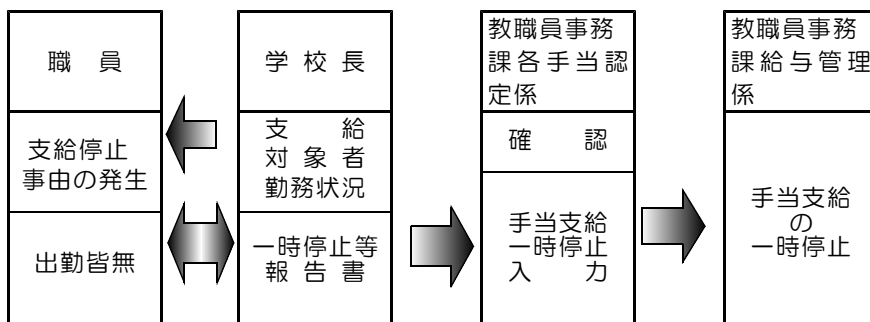 職 員
支給停止
事由の発生
出勤皆無
学 校 長
支 給
対 象 者
勤務状況
一時停止等
報 告 書
教職員事務
課各手当認
定係
確 認
手当支給
一時停止
入 力
教職員事務
課給与管理
係
手当支給
の
一時停止